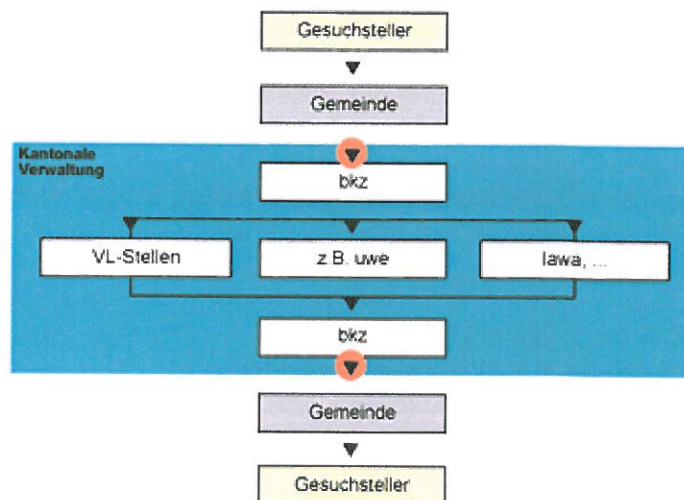 Gesuchsteller
Gemeinde
Kantonale
Verwaltung
bkz
VL-Stellen
z.B. uwe
lawa, ...
bkz
Gemeinde
Gesuchsteller